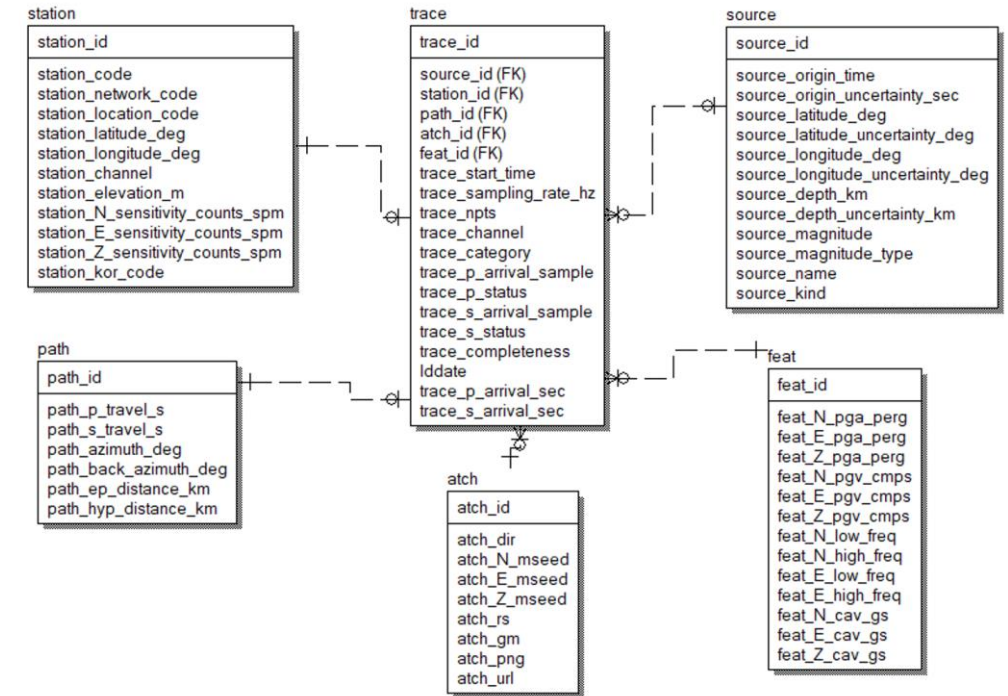 station
station_id
station_code
station_network_code
station_location_code
station_latitude_deg
station_longitude_deg
station_channel
station_elevation_m
station_N_sensitivity_counts_spm
station_E_sensitivity_counts_spm
station_Z_sensitivity_counts_spm
station_kor_code
trace
trace_id
source_id (FK)
station_id (FK)
path_id (FK)
atch_id (FK)
feat_id (FK)
trace_start_time
trace_sampling_rate_hz
trace_npts
trace_channel
trace_category
trace_p_arrival_sample
trace_p_status
trace_s_arrival_sample
trace_s_status
trace_completeness
lddate
trace_p_arrival_sec
trace_s_arrival_sec
source
source_id
source_origin_time
source_origin_uncertainty_sec
source_latitude_deg
source_latitude_uncertainty_deg
source_longitude_deg
source_longitude_uncertainty_deg
source_depth_km
source_depth_uncertainty_km
source_magnitude
source_magnitude_type
source_name
source_kind
path
path_id
path_p_travel_s
path_s_travel_s
path_azimuth_deg
path_back_azimuth_deg
path_ep_distance_km
path_hyp_distance_km
atch
atch_id
atch_dir
atch_N_mseed
atch_E_mseed
atch_Z_mseed
atch_rs
atch_gm
atch_png
atch_url
feat
feat_id
feat_N_pga_perg
feat_E_pga_perg
feat_Z_pga_perg
feat_N_pgv_cmps
feat_E_pgv_cmps
feat_Z_pgv_cmps
feat_N_low_freq
feat_N_high_freq
feat_E_low_freq
feat_E_high_freq
feat_N_cav_gs
feat_E_cav_gs
feat_Z_cav_gs